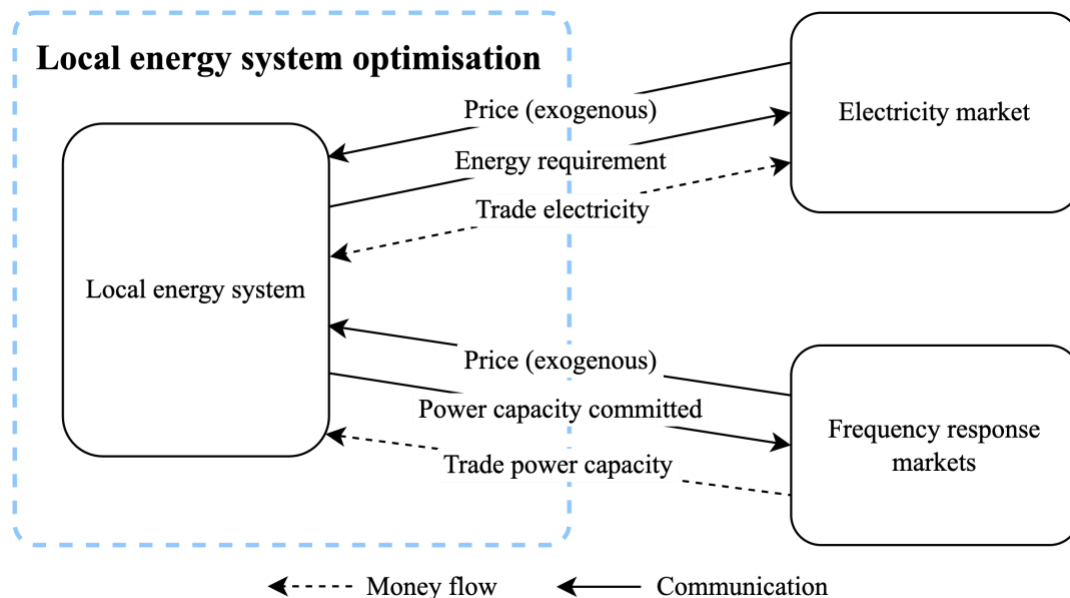 Local energy system optimisation
Price (exogenous)
Electricity market
Energy requirement
Trade electricity
Local energy system
Price (exogenous)
Power capacity committed
Frequency response
markets
Trade power capacity
Money flow
Communication